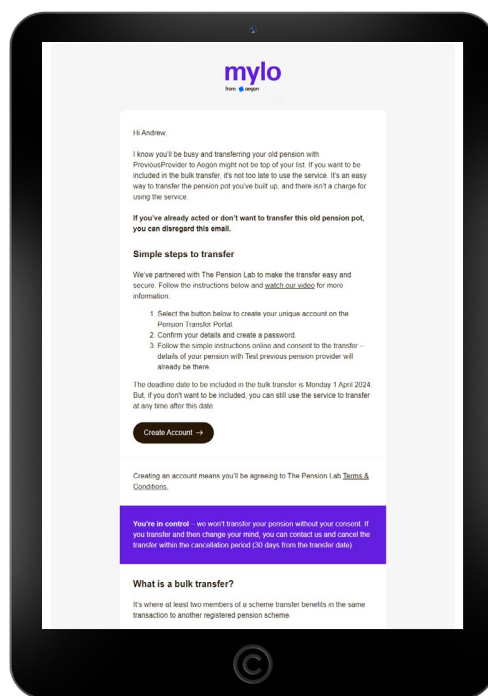 mylo
from aegon
Hi Andrew,
I know you'll be busy and transferring your old pension with
PreviousProvider to Aegon might not be top of your list. If you want to be
included in the bulk transfer, it's not too late to use the service. It's an easy
way to transfer the pension pot you've built up, and there isn't a charge for
using the service.
If you've already acted or don't want to transfer this old pension pot,
you can disregard this email.
Simple steps to transfer
We've partnered with The Pension Lab to make the transfer easy and
secure. Follow the instructions below and watch our video for more
information.
1. Select the button below to create your unique account on the
Pension Transfer Portal.
2. Confirm your details and create a password.
3. Follow the simple instructions online and consent to the transfer –
details of your pension with Test previous pension provider will
already be there.
The deadline date to be included in the bulk transfer is Monday 1 April 2024.
But, if you don't want to be included, you can still use the service to transfer
at any time after this date.
Create Account →
Creating an account means you'll be agreeing to The Pension Lab Terms &
Conditions.
You're in control – we won't transfer your pension without your consent. If
you transfer and then change your mind, you can contact us and cancel the
transfer within the cancellation period (30 days from the transfer date).
What is a bulk transfer?
It's where at least two members of a scheme transfer benefits in the same
transaction to another registered pension scheme.
©